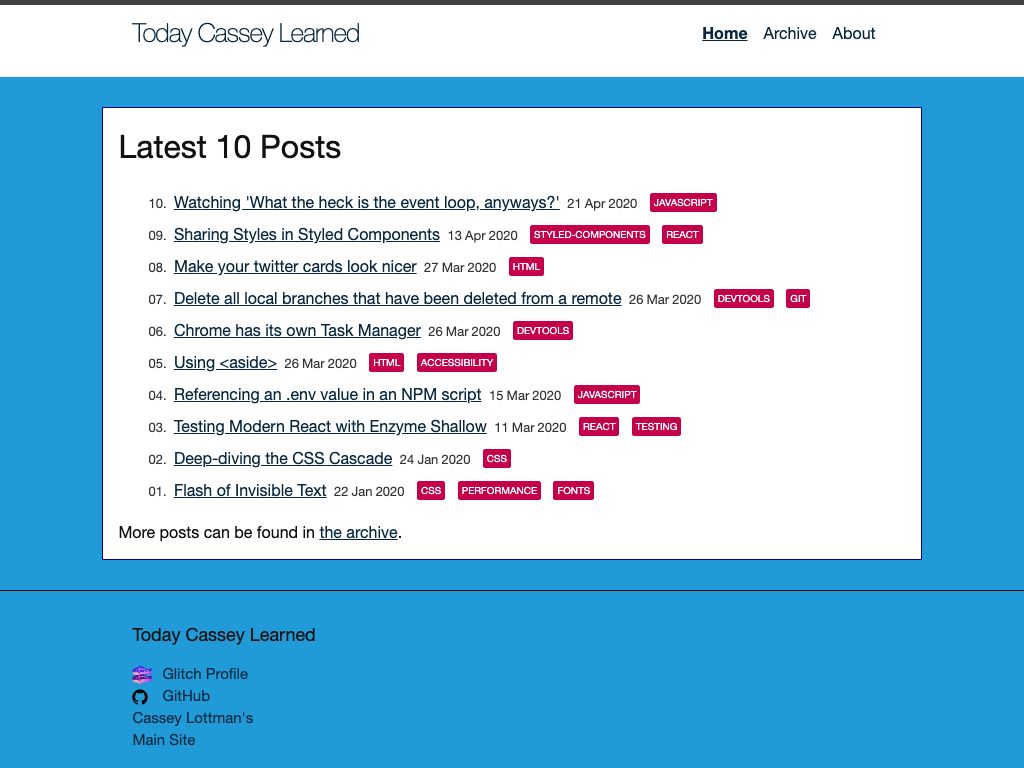 Today Cassey Learned
Home Archive About
Latest 10 Posts
10. Watching 'What the heck is the event loop, anyways?' 21 Apr 2020 JAVASCRIPT
09. Sharing Styles in Styled Components 13 Apr 2020 STYLED-COMPONENTS REACT
08. Make your twitter cards look nicer 27 Mar 2020 HTML
07. Delete all local branches that have been deleted from a remote 26 Mar 2020 DEVTOOLS GIT
06. Chrome has its own Task Manager 26 Mar 2020 DEVTOOLS
05. Using <aside> 26 Mar 2020 HTML ACCESSIBILITY
04. Referencing an .env value in an NPM script 15 Mar 2020 JAVASCRIPT
03. Testing Modern React with Enzyme Shallow 11 Mar 2020 REACT TESTING
02. Deep-diving the CSS Cascade 24 Jan 2020 CSS
01. Flash of Invisible Text 22 Jan 2020 CSS PERFORMANCE FONTS
More posts can be found in the archive.
Today Cassey Learned
Glitch Profile
GitHub
Cassey Lottman's
Main Site